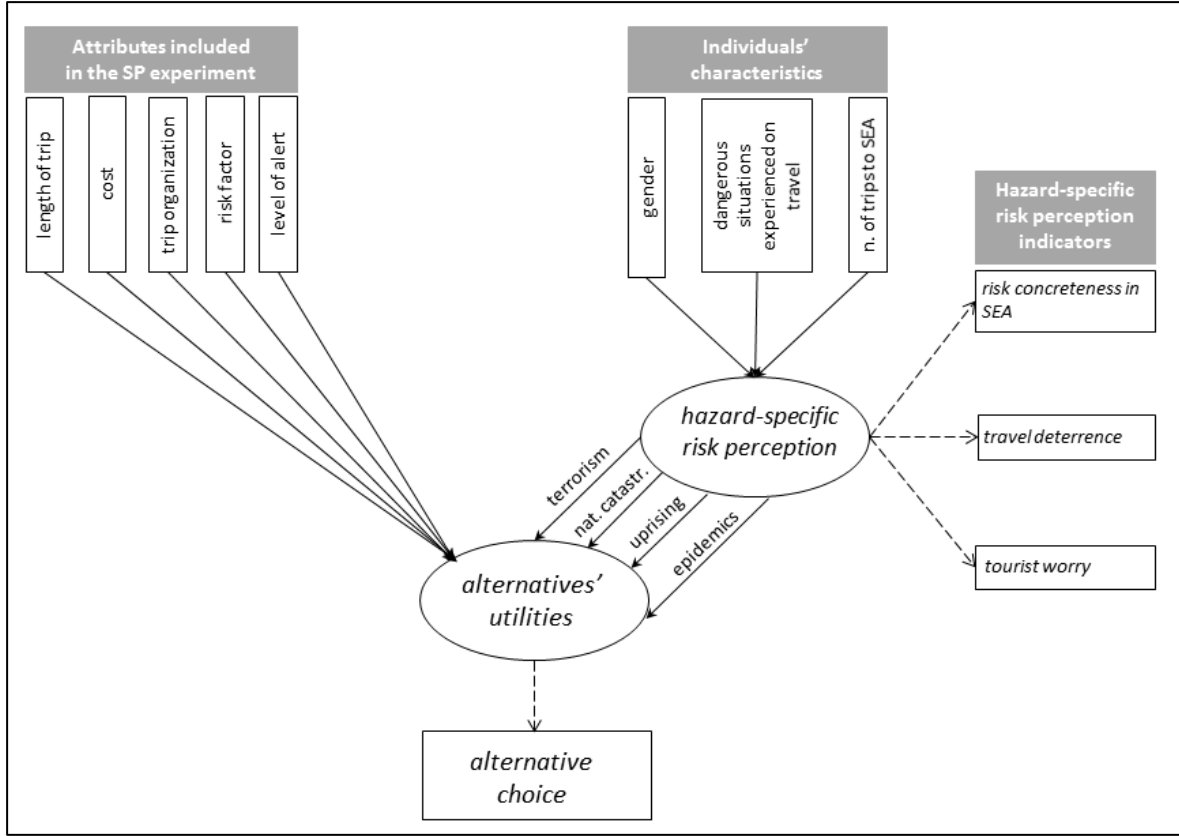 Attributes included
in the SP experiment
length of trip
cost
trip organization
risk factor
level of alert
Individuals'
characteristics
gender
dangerous
situations
experienced on
travel
n. of trips to SEA
Hazard-specific
risk perception
indicators
risk concreteness in
SEA
travel deterrence
tourist worry
hazard-specific
risk perception
terrorism
nat. catastr.
uprising
epidemics
alternatives'
utilities
alternative
choice